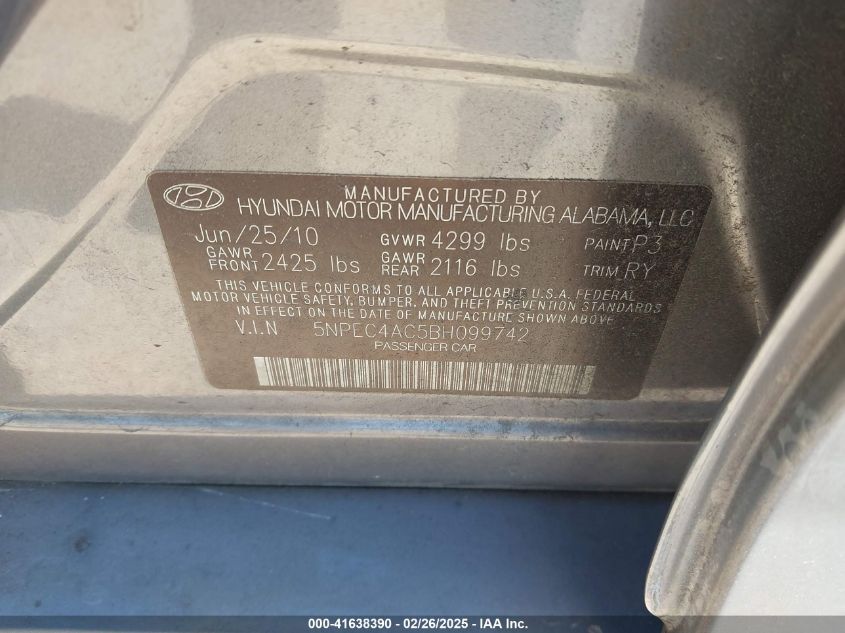 MANUFACTURED BY
HYUNDAI MOTOR MANUFACTURING ALABAMA, LLC
Jun/25/10 GVWR 4299 lbs PAINT P3
GAWR FRONT 2425 lbs GAWR REAR 2116 lbs TRIM RY
THIS VEHICLE CONFORMS TO ALL APPLICABLE U.S.A. FEDERAL
MOTOR VEHICLE SAFETY, BUMPER, AND THEFT PREVENTION STANDARDS
IN EFFECT ON THE DATE OF MANUFACTURE SHOWN ABOVE
V.I.N 5NPEC4AC5BH099742
PASSENGER CAR
000-41638390 - 02/26/2025 - IAA Inc.